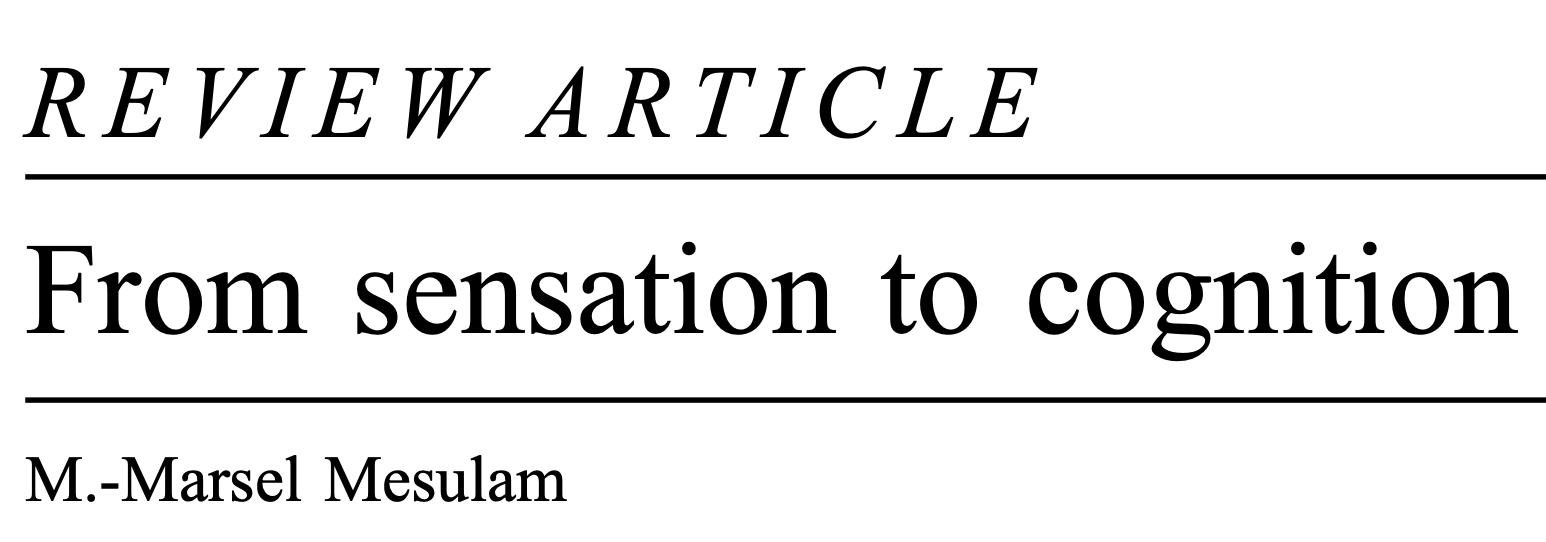 REVIEW ARTICLE
From sensation to cognition
M.-Marsel Mesulam